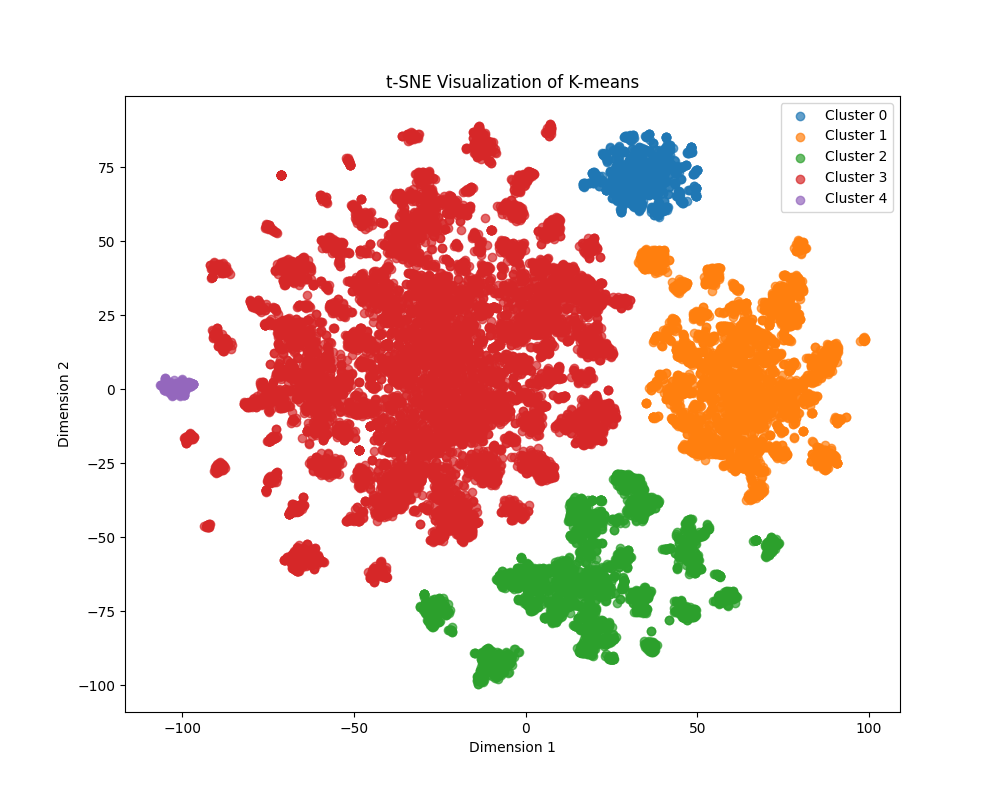 t-SNE Visualization of K-means
Cluster 0
Cluster 1
Cluster 2
Cluster 3
Cluster 4
75
50
25
0
−25
−50
−75
−100
Dimension 2
−100
−50
0
50
100
Dimension 1